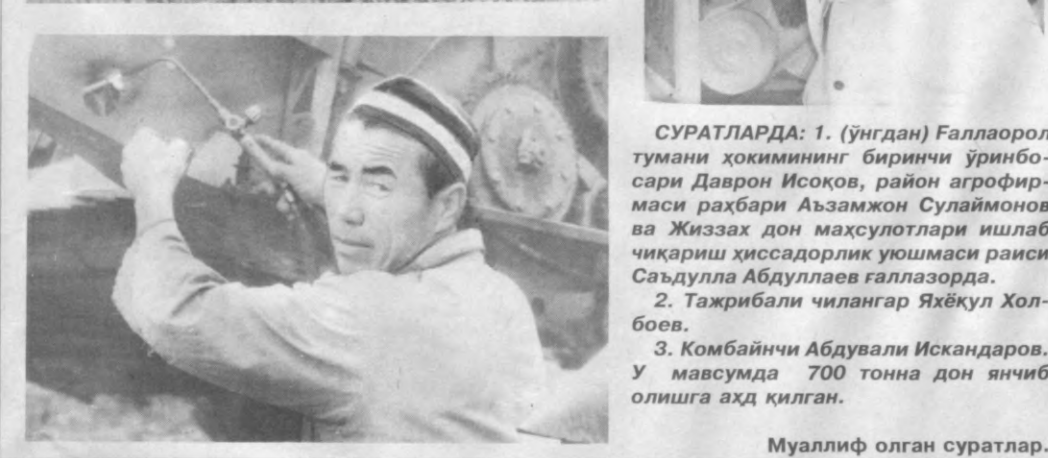 СУРАТЛАРДА: 1. (ўнгдан) Ғаллаорол
тумани ҳокимининг биринчи ўринбо-
сари Даврон Исоқов, район агрофир-
маси раҳбари Аъзамжон Сулаймонов
ва Жиззах дон маҳсулотлари ишлаб
чиқариш ҳиссадорлик уюшмаси раиси
Саъдулла Абдуллаев ғаллазорда.
2. Тажрибали чилангар Яхёқул Хол-
боев.
3. Комбайнчи Абдували Искандаров.
У мавсумда 700 тонна дон янчиб
олишга аҳд қилган.
Муаллиф олган суратлар.